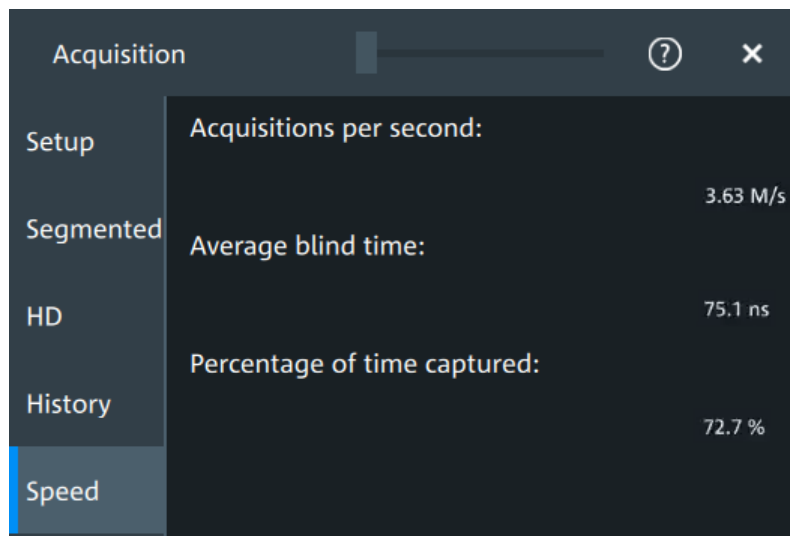 Acquisition
?
Setup
Segmented
HD
History
Speed
Acquisitions per second:
3.63 M/s
Average blind time:
75.1 ns
Percentage of time captured:
72.7 %